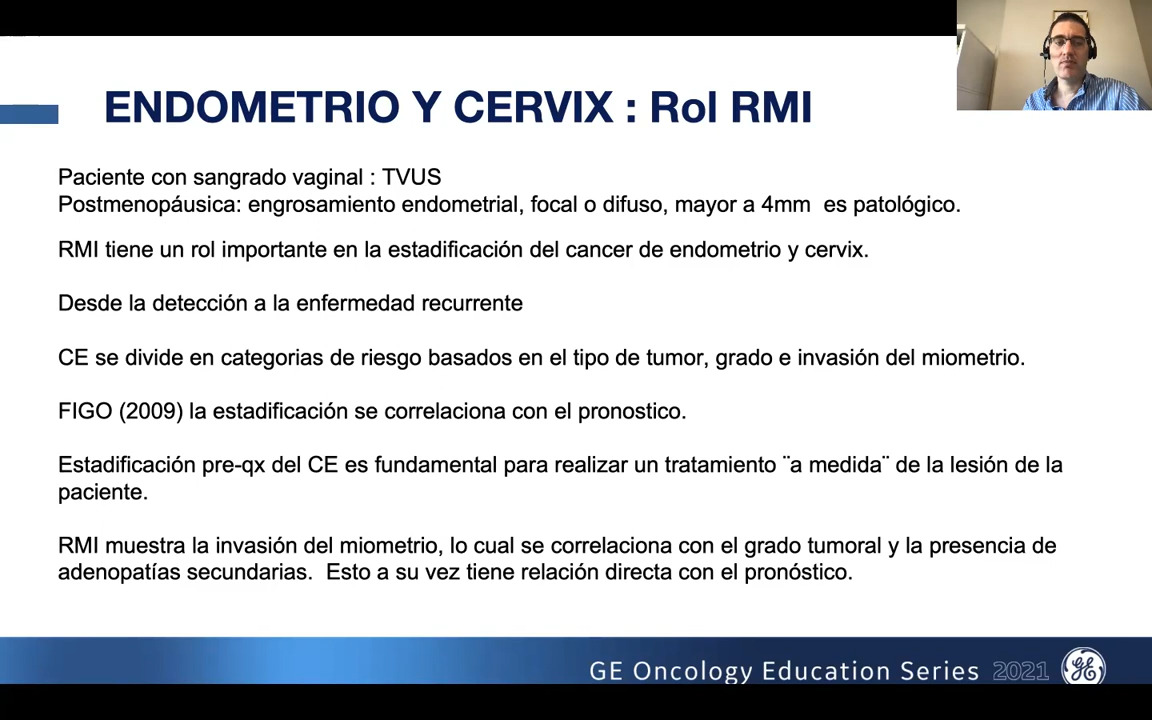 ENDOMETRIO Y CERVIX : Rol RMI
Paciente con sangrado vaginal : TVUS
Postmenopáusica: engrosamiento endometrial, focal o difuso, mayor a 4mm  es patológico.
RMI tiene un rol importante en la estadificación del cancer de endometrio y cervix.
Desde la detección a la enfermedad recurrente
CE se divide en categorias de riesgo basados en el tipo de tumor, grado e invasión del miometrio.
FIGO (2009) la estadificación se correlaciona con el pronostico.
Estadificación pre-qx del CE es fundamental para realizar un tratamiento ¨a medida¨ de la lesión de la
paciente.
RMI muestra la invasión del miometrio, lo cual se correlaciona con el grado tumoral y la presencia de
adenopatías secundarias.  Esto a su vez tiene relación directa con el pronóstico.
GE Oncology Education Series 2021